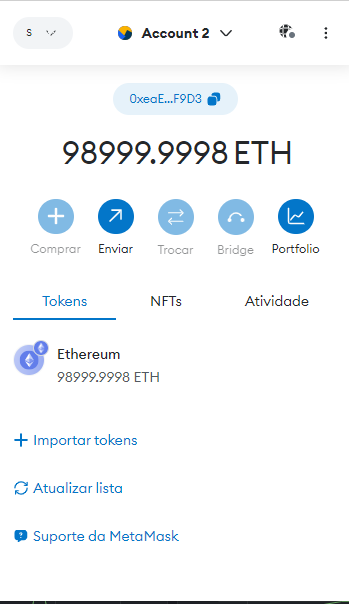 S
Account 2
0xeaE...F9D3
98999.9998 ETH
Comprar
Enviar
Trocar
Bridge
Portfolio
Tokens
NFTs
Atividade
Ethereum
98999.9998 ETH
Importar tokens
Atualizar lista
Suporte da MetaMask